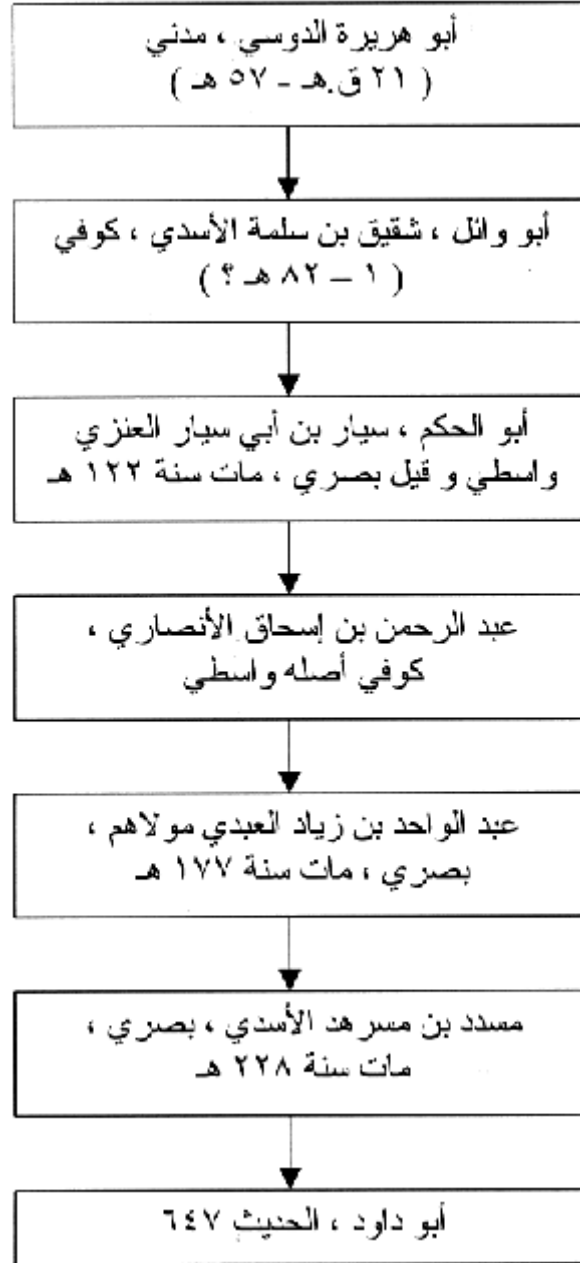 أبو هريرة الدوسي ، مدني
( ٢١ ق.هـ - ٥٧ هـ )
أبو وائل ، شقيق بن سلمة الأسدي ، كوفي
( ١ – ٨٢ هـ ؟ )
أبو الحكم ، سيار بن أبي سيار العنزي
واسطي و قيل بصري ، مات سنة ١٢٢ هـ
عبد الرحمن بن إسحاق الأنصاري ،
كوفي أصله واسطي
عبد الواحد بن زياد العبدي مولاهم ،
بصري ، مات سنة ١٧٧ هـ
مسدد بن مسرهد الأسدي ، بصري ،
مات سنة ٢٢٨ هـ
أبو داود ، الحديث ٦٤٧